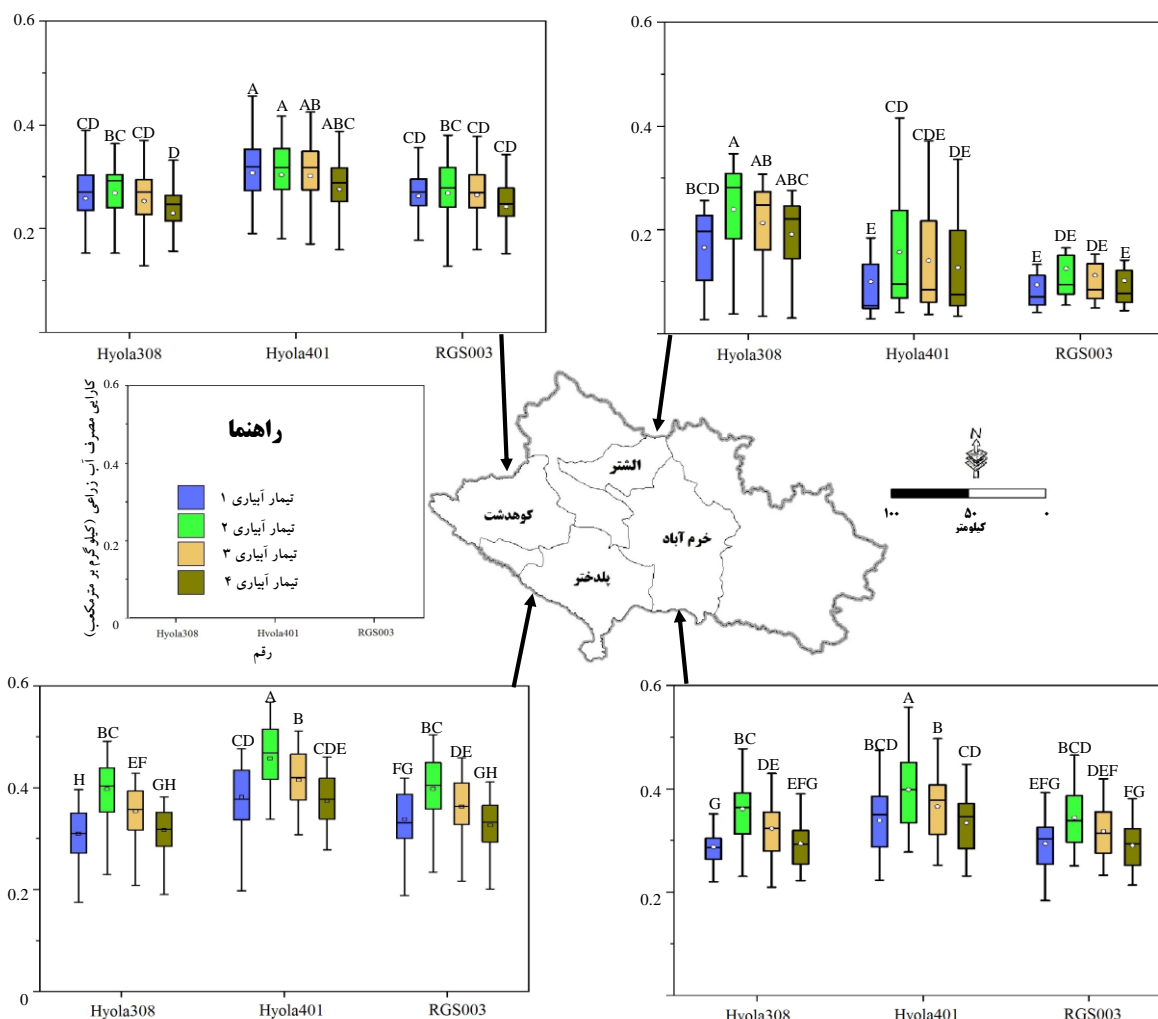 0.6
0.4
0.2
CD BC CD D
A A AB ABC
CD BC CD CD
Hyola308 Hyola401 RGS003
0.6
0.4
0.2
0
BCD A AB ABC
E CD CDE DE
E DE DE E
Hyola308 Hyola401 RGS003
کارایی مصرف آب زراعی (کیلوگرم بر مترمکعب)
0.6
0.4
0.2
0
راهنما
تیمار آبیاری ۱
تیمار آبیاری ۲
تیمار آبیاری ۳
تیمار آبیاری ۴
Hyola308 Hyola401 RGS003
رقم
الشتر
کوهدشت
خرم آباد
پلدختر
N
۱۰۰ ۵۰ ۰
کیلومتر
0.6
0.4
0.2
0
H BC EF GH
CD A B CDE
FG BC DE GH
Hyola308 Hyola401 RGS003
0.6
0.4
0.2
0
G BC DE EFG
BCD A B CD
EFG BCD DEF FG
Hyola308 Hyola401 RGS003